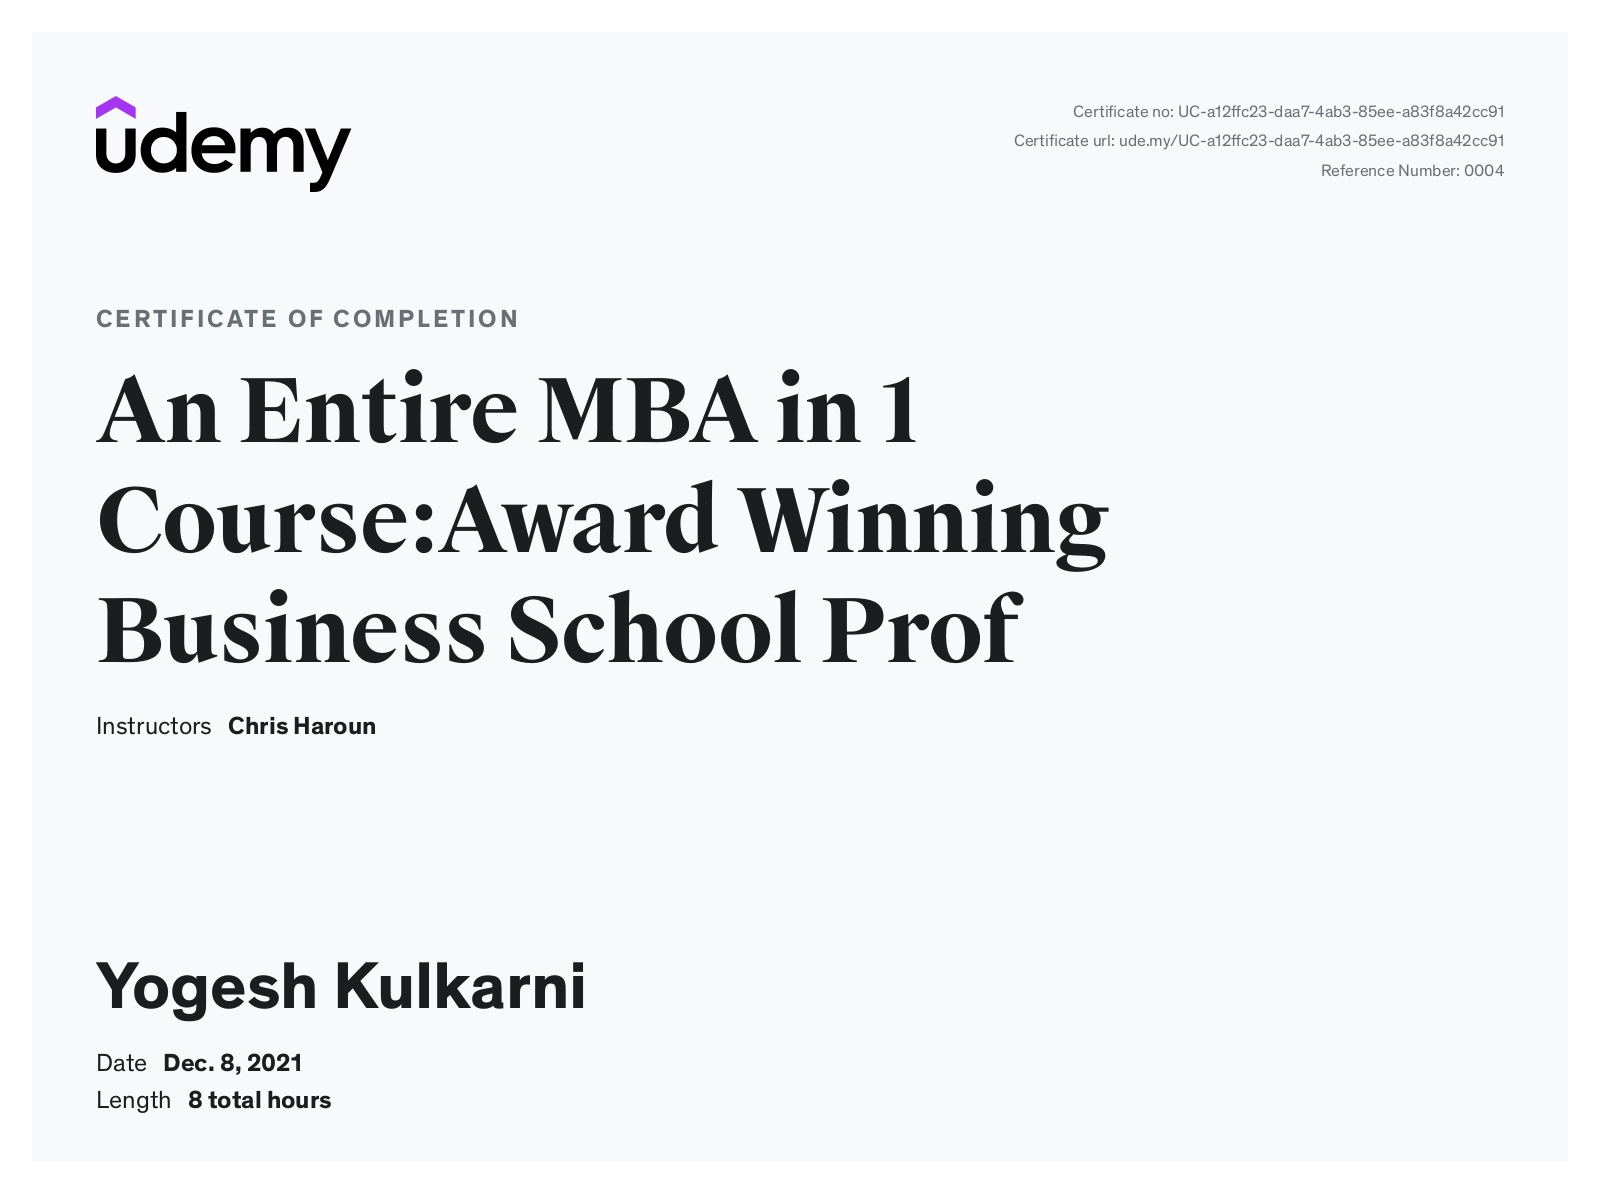 udemy
Certificate no: UC-a12ffc23-daa7-4ab3-85ee-a83f8a42cc91
Certificate url: ude.my/UC-a12ffc23-daa7-4ab3-85ee-a83f8a42cc91
Reference Number: 0004
CERTIFICATE OF COMPLETION
An Entire MBA in 1
Course:Award Winning
Business School Prof
Instructors Chris Haroun
Yogesh Kulkarni
Date Dec. 8, 2021
Length 8 total hours